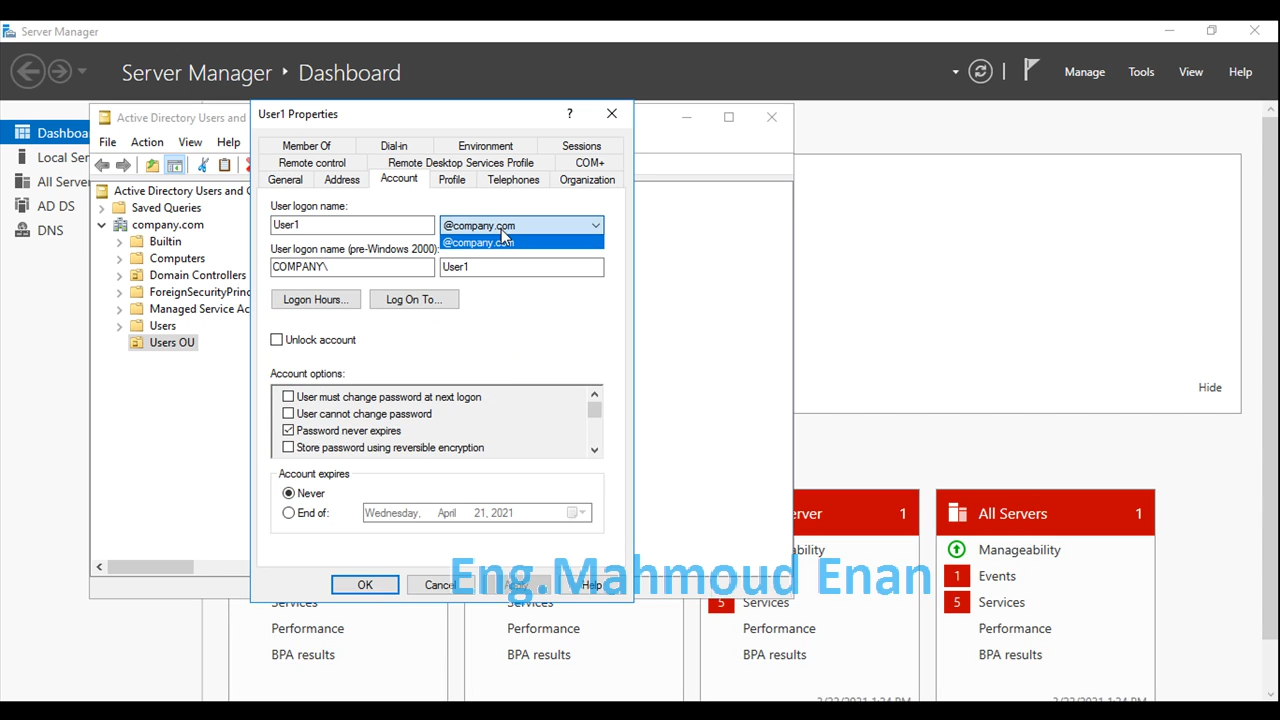 Server Manager
Server Manager ‣ Dashboard
Manage Tools View Help
Active Directory Users and
File Action View Help
Active Directory Users and C
Saved Queries
company.com
Builtin
Computers
Domain Controllers
ForeignSecurityPrinc
Managed Service Ac
Users
Users OU
Dashboa
Local Ser
All Server
AD DS
DNS
User1 Properties
Member Of Dial-in Environment Sessions
Remote control Remote Desktop Services Profile COM+
General Address Account Profile Telephones Organization
User logon name:
User1 @company.com
@company.com
User logon name (pre-Windows 2000):
COMPANY\ User1
Logon Hours... Log On To...
Unlock account
Account options:
User must change password at next logon
User cannot change password
Password never expires
Store password using reversible encryption
Account expires
Never
End of: Wednesday, April 21, 2021
OK Cancel Help
Hide
Eng.Mahmoud Enan
Services
Performance
BPA results
Services
Performance
BPA results
erver 1
ability
5 Services
Performance
BPA results
All Servers 1
Manageability
1 Events
5 Services
Performance
BPA results